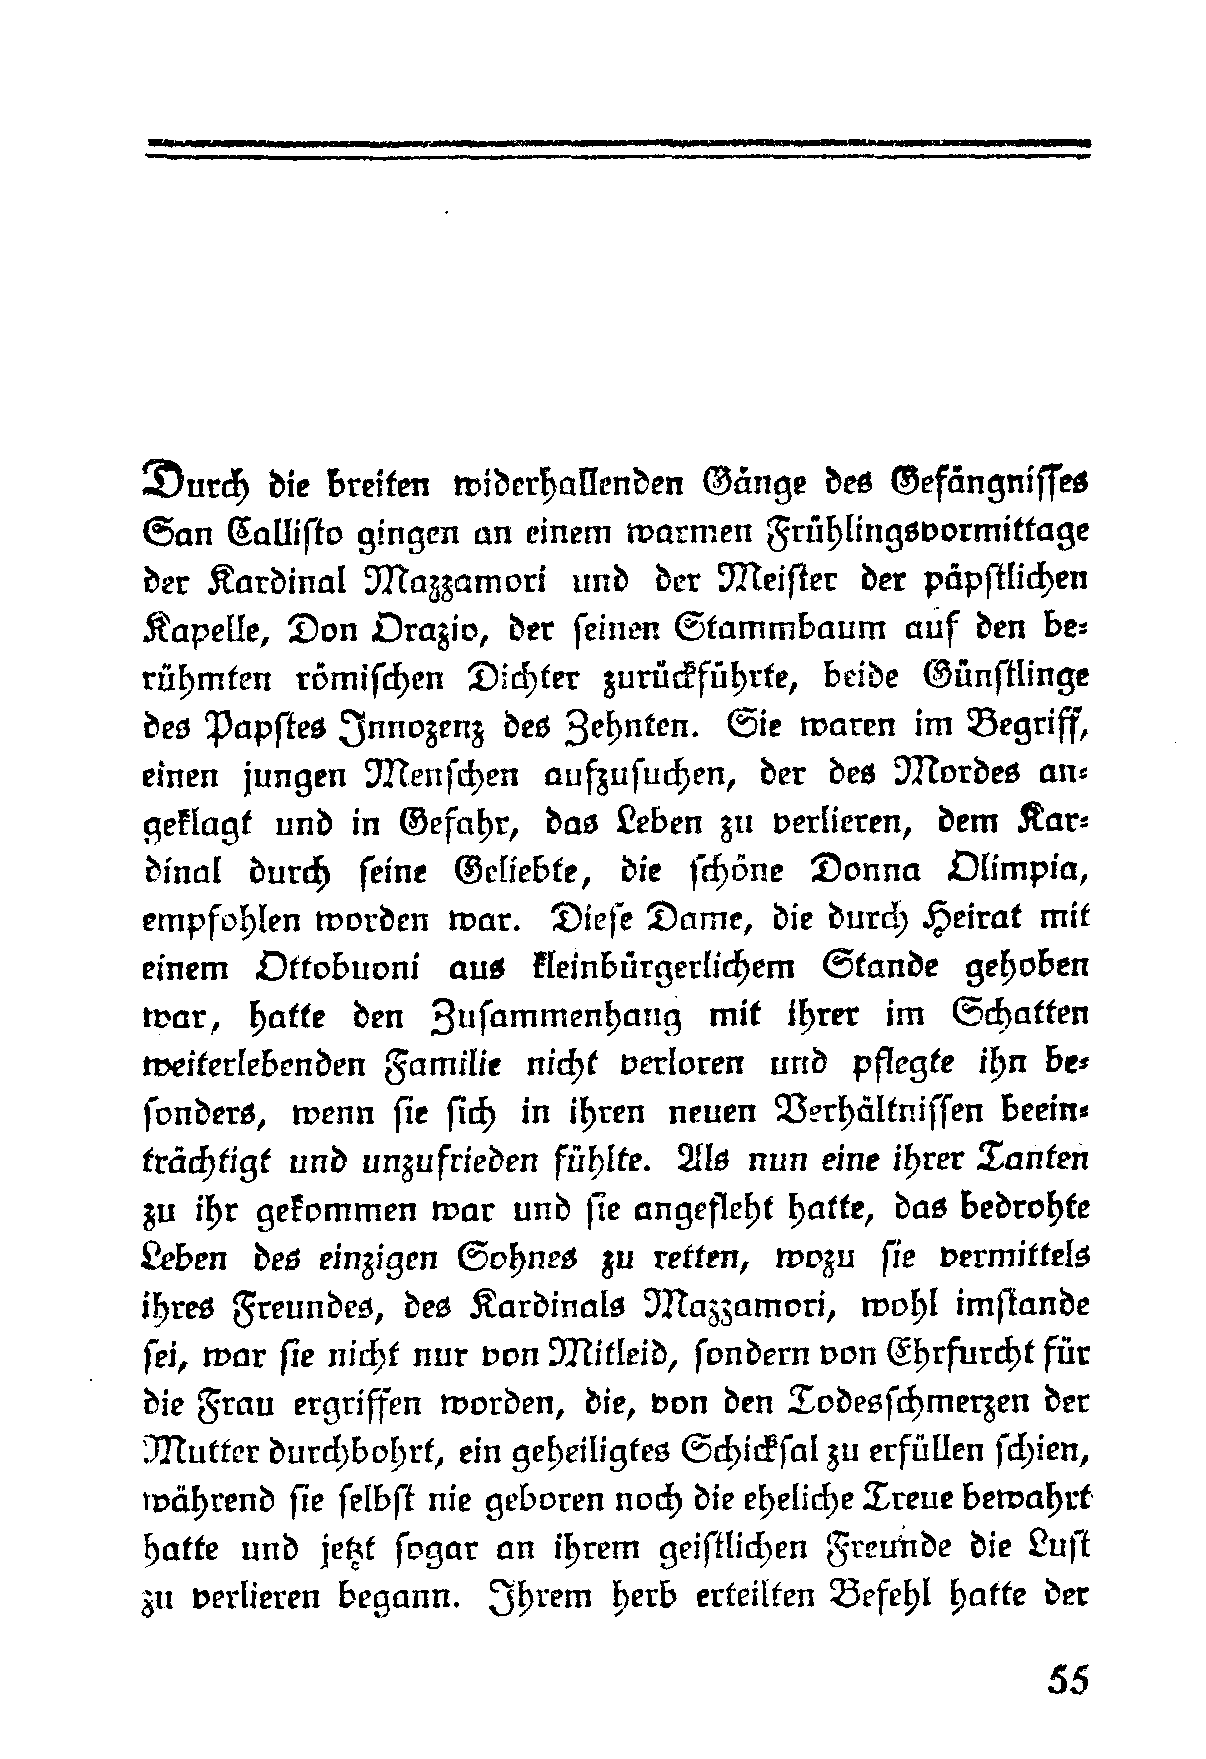 Durch die breiten widerhallenden Gänge des Gefängniſſes
San Calliſto gingen an einem warmen Frühlingsvormittage
der Kardinal Mazzamori und der Meiſter der päpſtlichen
Kapelle, Don Orazio, der ſeinen Stammbaum auf den be⸗
rühmten römiſchen Dichter zurückführte, beide Günſtlinge
des Papſtes Innozenz des Zehnten. Sie waren im Begriff,
einen jungen Menſchen aufzuſuchen, der des Mordes an⸗
geklagt und in Gefahr, das Leben zu verlieren, dem Kar⸗
dinal durch ſeine Geliebte, die ſchöne Donna Olimpia,
empfohlen worden war. Dieſe Dame, die durch Heirat mit
einem Ottobuoni aus kleinbürgerlichem Stande gehoben
war, hatte den Zuſammenhang mit ihrer im Schatten
weiterlebenden Familie nicht verloren und pflegte ihn be⸗
ſonders, wenn ſie ſich in ihren neuen Verhältniſſen beein⸗
trächtigt und unzufrieden fühlte. Als nun eine ihrer Tanten
zu ihr gekommen war und ſie angefleht hatte, das bedrohte
Leben des einzigen Sohnes zu retten, wozu ſie vermittels
ihres Freundes, des Kardinals Mazzamori, wohl imſtande
ſei, war ſie nicht nur von Mitleid, ſondern von Ehrfurcht für
die Frau ergriffen worden, die, von den Todesſchmerzen der
Mutter durchbohrt, ein geheiligtes Schickſal zu erfüllen ſchien,
während ſie ſelbſt nie geboren noch die eheliche Treue bewahrt
hatte und jetzt ſogar an ihrem geiſtlichen Freunde die Luſt
zu verlieren begann. Ihrem herb erteilten Befehl hatte der
55